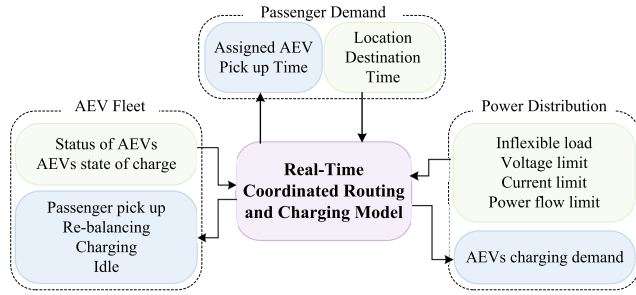 Passenger Demand
Assigned AEV
Pick up Time
Location
Destination
Time
AEV Fleet
Status of AEVs
AEVs state of charge
Passenger pick up
Re-balancing
Charging
Idle
Real-Time
Coordinated Routing
and Charging Model
Power Distribution
Inflexible load
Voltage limit
Current limit
Power flow limit
AEVs charging demand